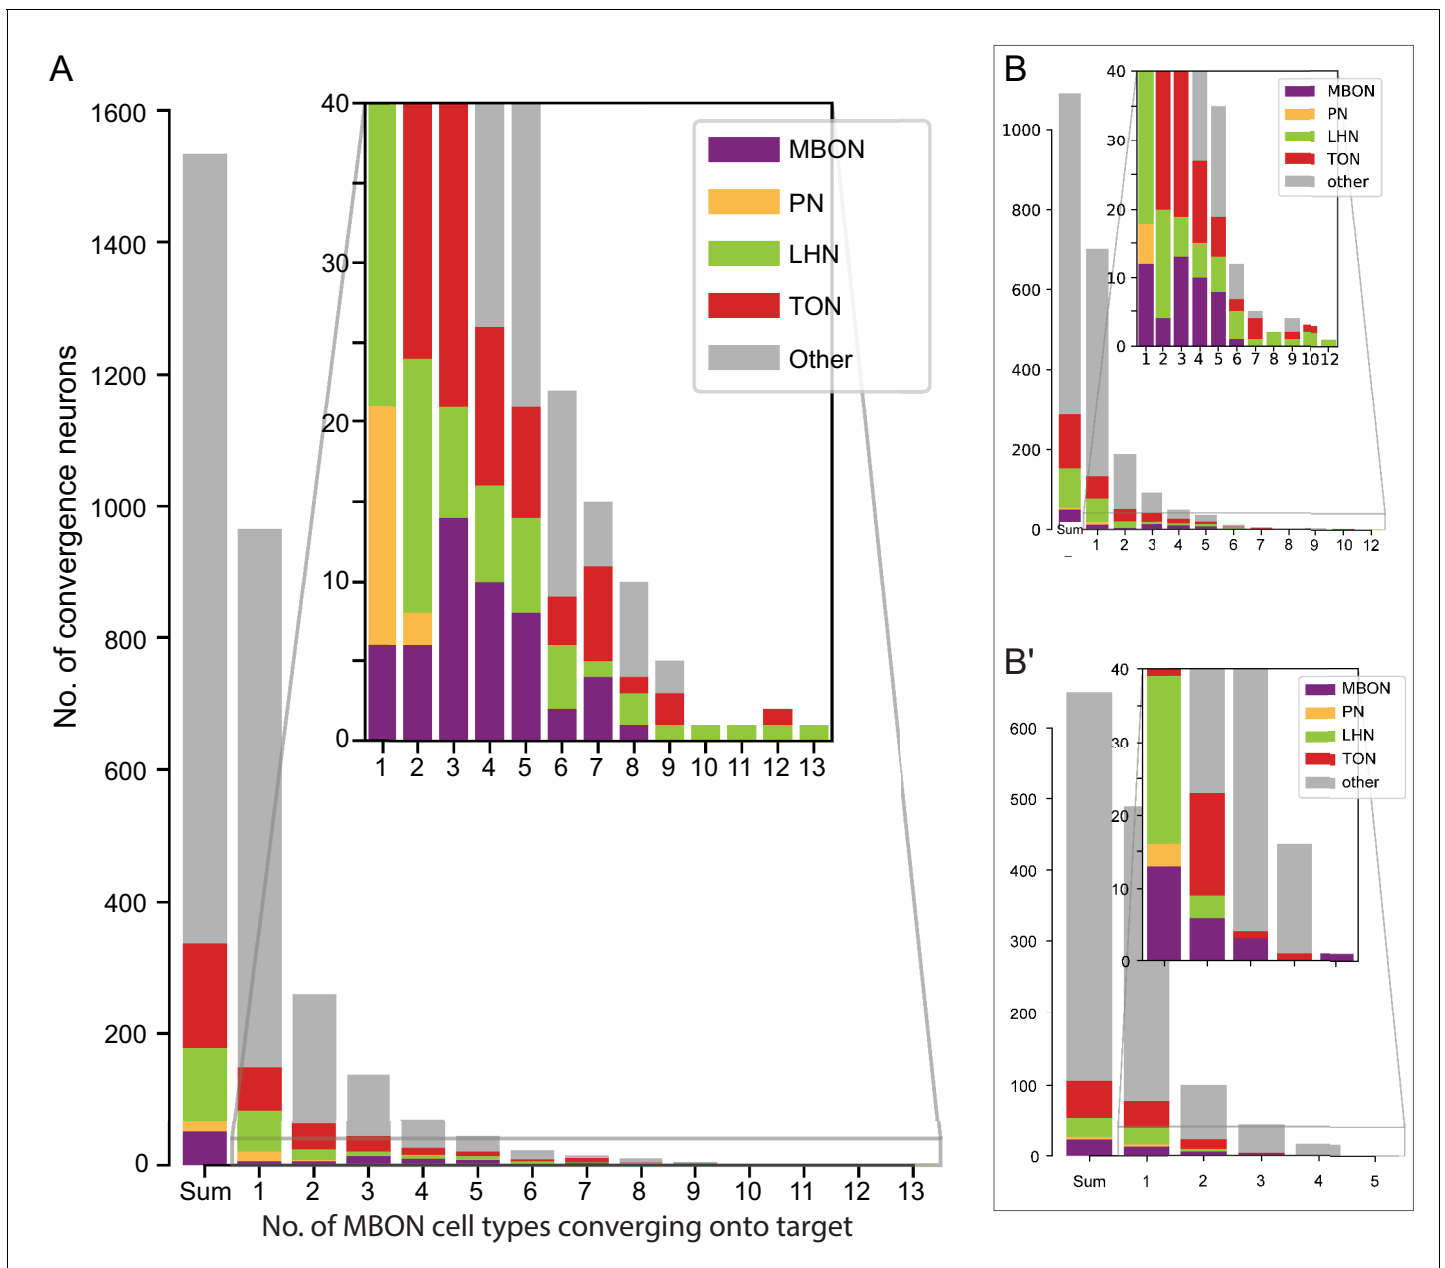 A
1600
1400
1200
1000
800
600
400
200
0
No. of convergence neurons
Sum 1 2 3 4 5 6 7 8 9 10 11 12 13
No. of MBON cell types converging onto target
40
30
20
10
0
1 2 3 4 5 6 7 8 9 10 11 12 13
MBON
PN
LHN
TON
Other
B
1000
800
600
400
200
0
Sum 1 2 3 4 5 6 7 8 9 10 12
40
30
20
10
0
1 2 3 4 5 6 7 8 9 10 12
MBON
PN
LHN
TON
other
B'
600
500
400
300
200
100
0
Sum 1 2 3 4 5
40
30
20
10
0
MBON
PN
LHN
TON
other